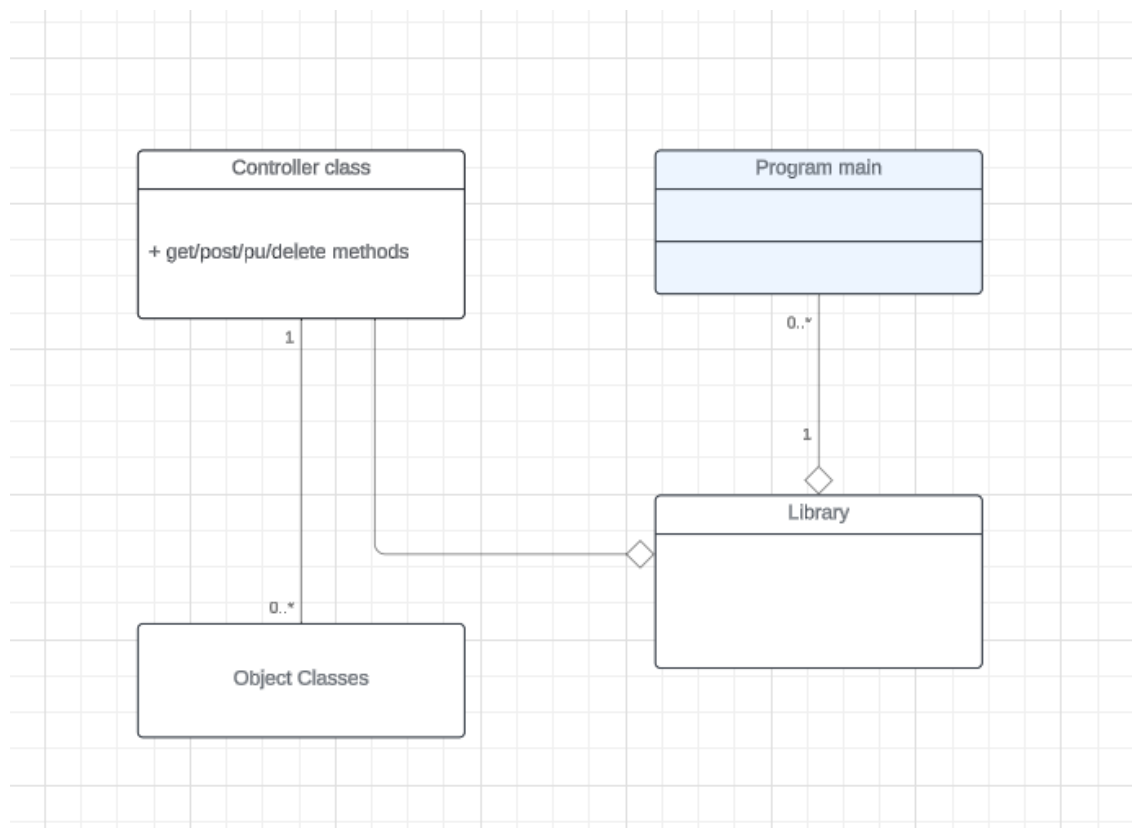 Controller class
+ get/post/pu/delete methods
Program main
1
0..*
1
0..*
Library
Object Classes